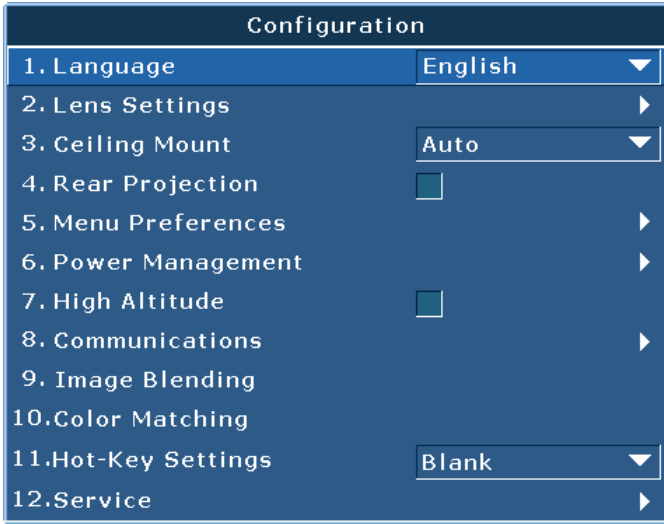 Configuration
1. Language English
2. Lens Settings
3. Ceiling Mount Auto
4. Rear Projection
5. Menu Preferences
6. Power Management
7. High Altitude
8. Communications
9. Image Blending
10.Color Matching
11.Hot-Key Settings Blank
12.Service